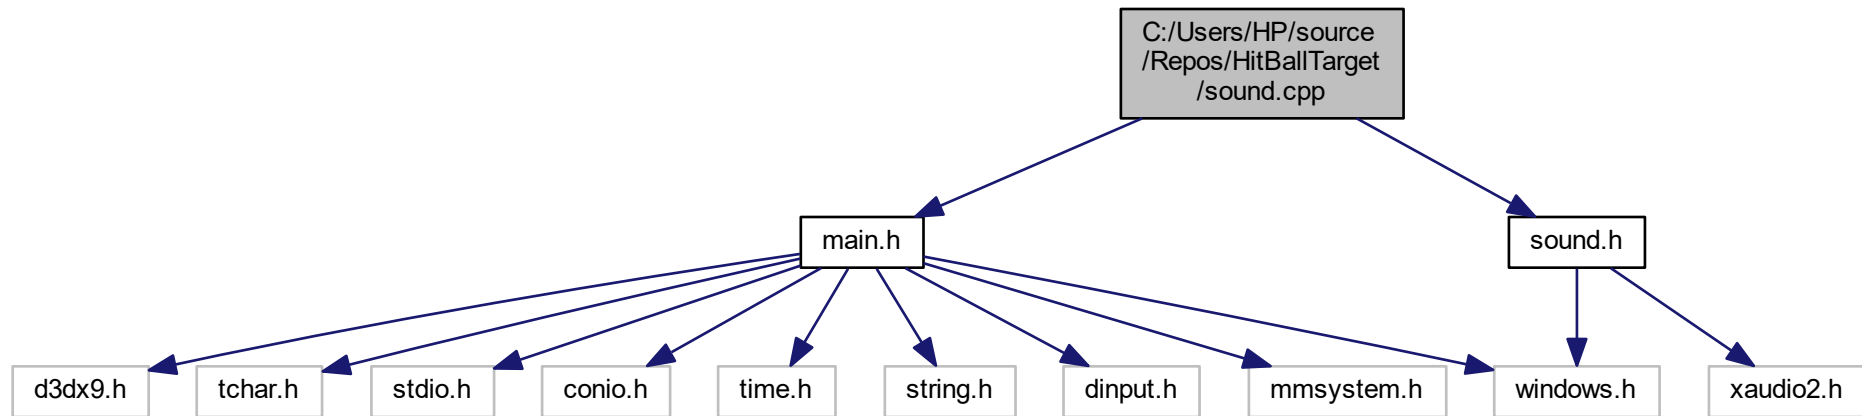 C:/Users/HP/source
/Repos/HitBallTarget
/sound.cpp
main.h
sound.h
d3dx9.h
tchar.h
stdio.h
conio.h
time.h
string.h
dinput.h
mmsystem.h
windows.h
xaudio2.h